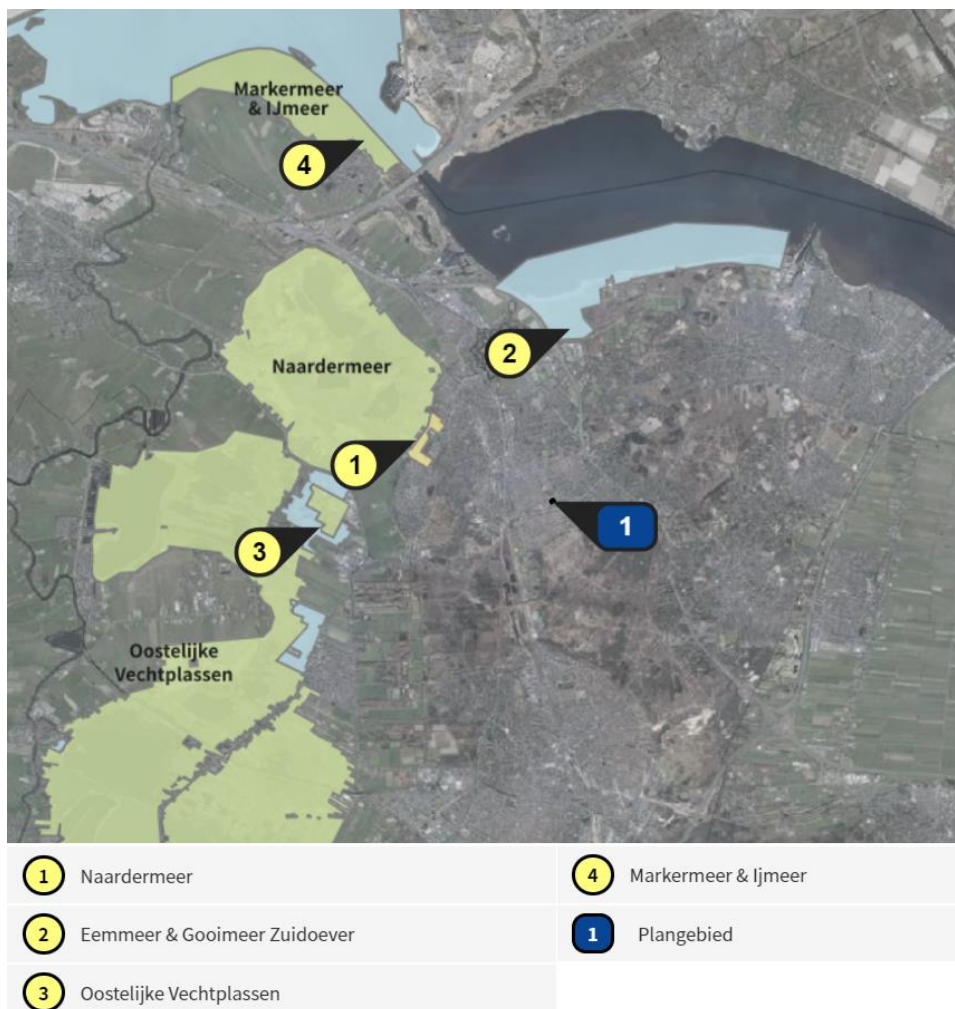 Markermeer
& IJmeer
4
2
Naardermeer
1
1
3
Oostelijke
Vechtplassen
1 Naardermeer
4 Markermeer & Ijmeer
2 Eemmeer & Gooimeer Zuidoever
1 Plangebied
3 Oostelijke Vechtplassen